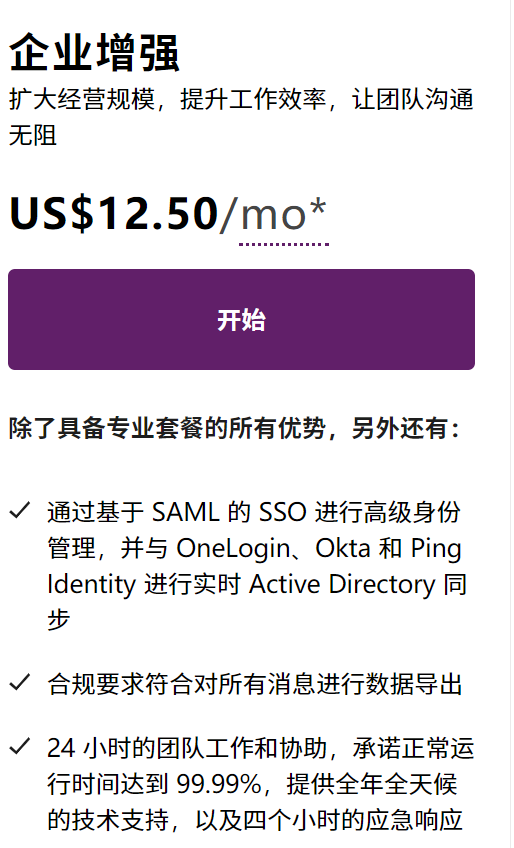 企业增强
扩大经营规模，提升工作效率，让团队沟通
无阻
US$12.50/mo*
开始
除了具备专业套餐的所有优势，另外还有：
通过基于 SAML 的 SSO 进行高级身份
管理，并与 OneLogin、Okta 和 Ping
Identity 进行实时 Active Directory 同
步
合规要求符合对所有消息进行数据导出
24 小时的团队工作和协助，承诺正常运
行时间达到 99.99%，提供全年全天候
的技术支持，以及四个小时的应急响应